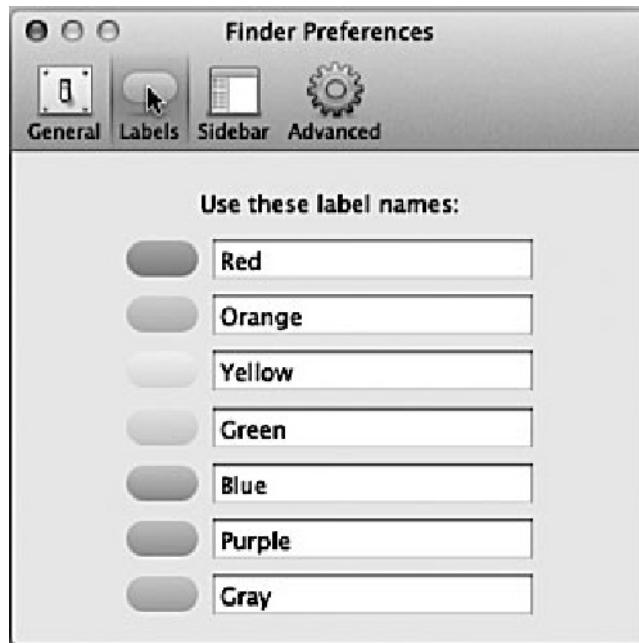 Finder Preferences
General Labels Sidebar Advanced
Use these label names:
Red
Orange
Yellow
Green
Blue
Purple
Gray